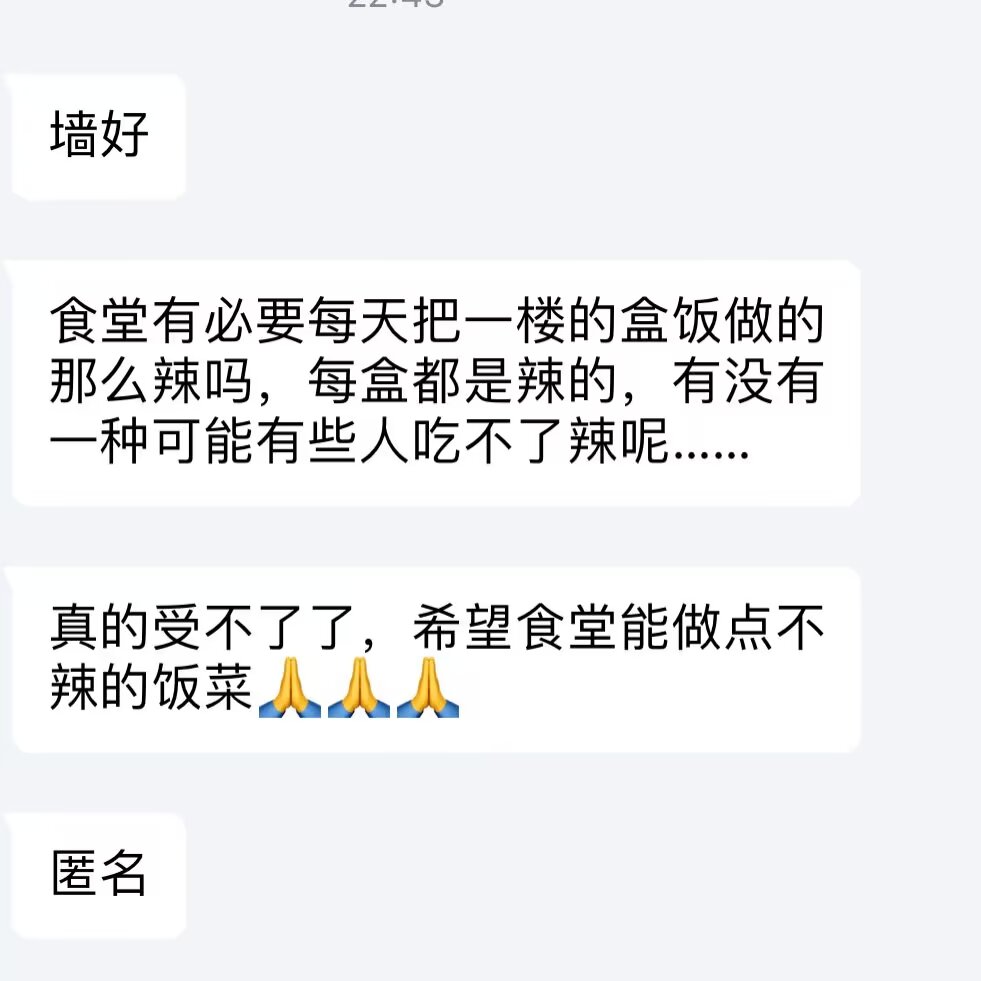 墙好
食堂有必要每天把一楼的盒饭做的
那么辣吗，每盒都是辣的，有没有
一种可能有些人吃不了辣呢......
真的受不了了，希望食堂能做点不
辣的饭菜🙏🙏🙏
匿名